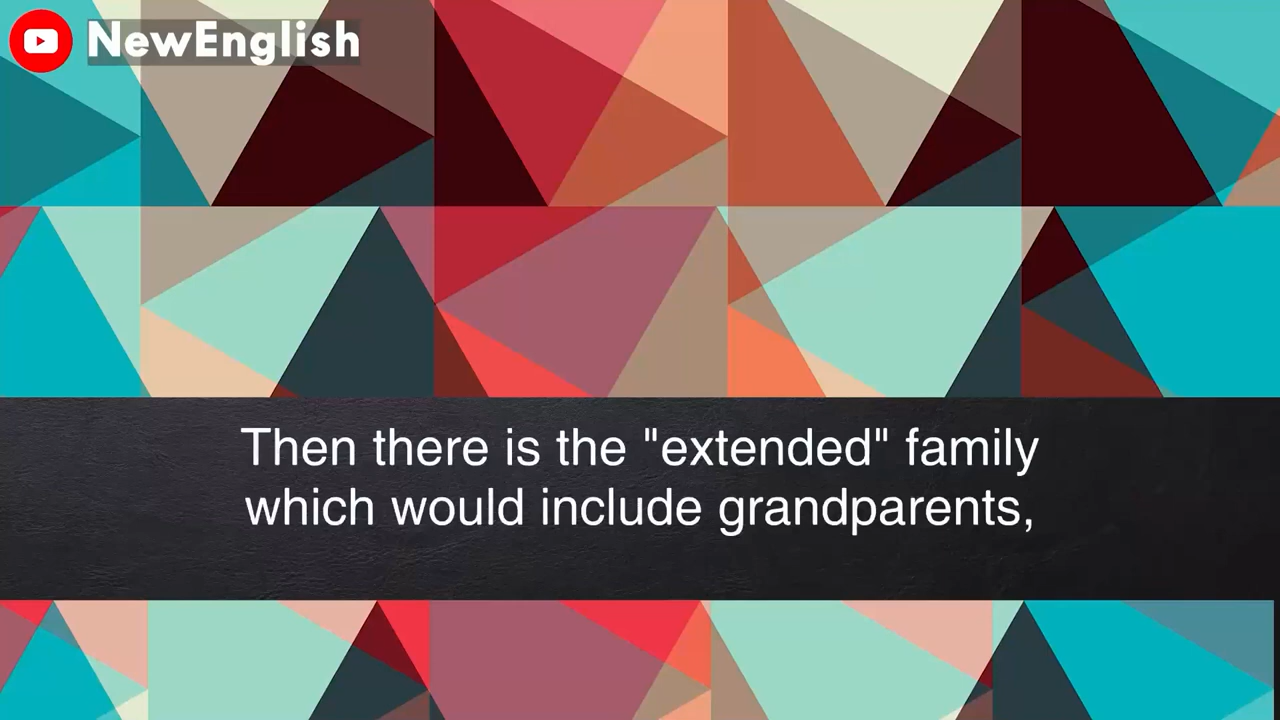 NewEnglish
Then there is the "extended" family
which would include grandparents,